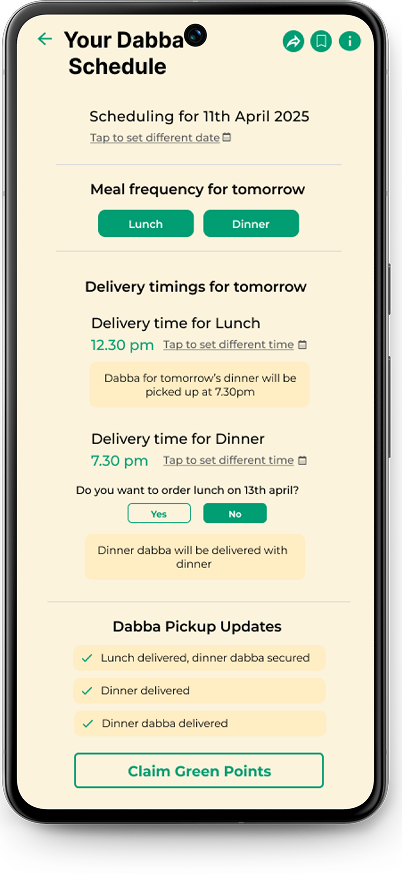 Your Dabba
Schedule
Scheduling for 11th April 2025
Tap to set different date
Meal frequency for tomorrow
Lunch
Dinner
Delivery timings for tomorrow
Delivery time for Lunch
12.30 pm Tap to set different time
Dabba for tomorrow's dinner will be
picked up at 7.30pm
Delivery time for Dinner
7.30 pm Tap to set different time
Do you want to order lunch on 13th april?
Yes
No
Dinner dabba will be delivered with
dinner
Dabba Pickup Updates
Lunch delivered, dinner dabba secured
Dinner delivered
Dinner dabba delivered
Claim Green Points